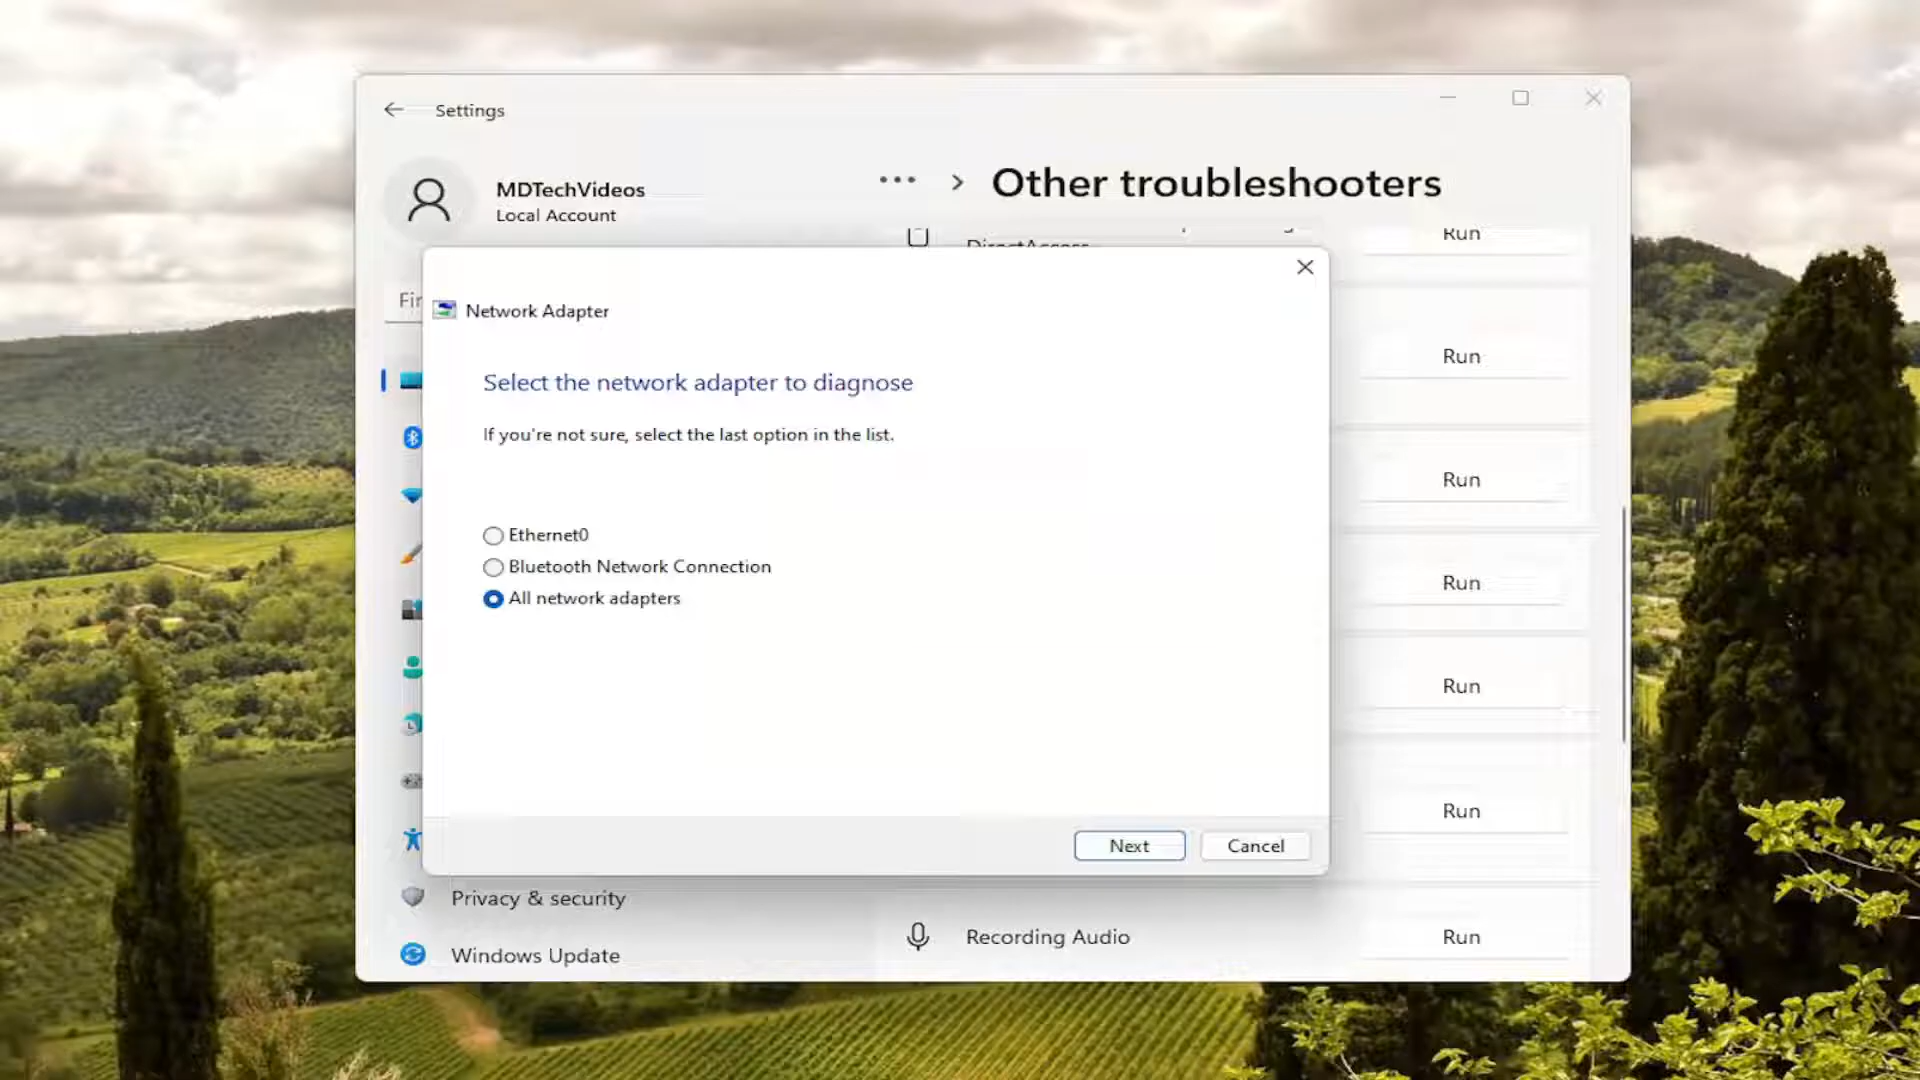 Settings
MDTechVideos
Local Account
Other troubleshooters
Run
DirectAccess
Network Adapter
Select the network adapter to diagnose
If you're not sure, select the last option in the list.
Run
Run
Ethernet0
Bluetooth Network Connection
All network adapters
Run
Run
Run
Next
Cancel
Privacy & security
Recording Audio
Run
Windows Update